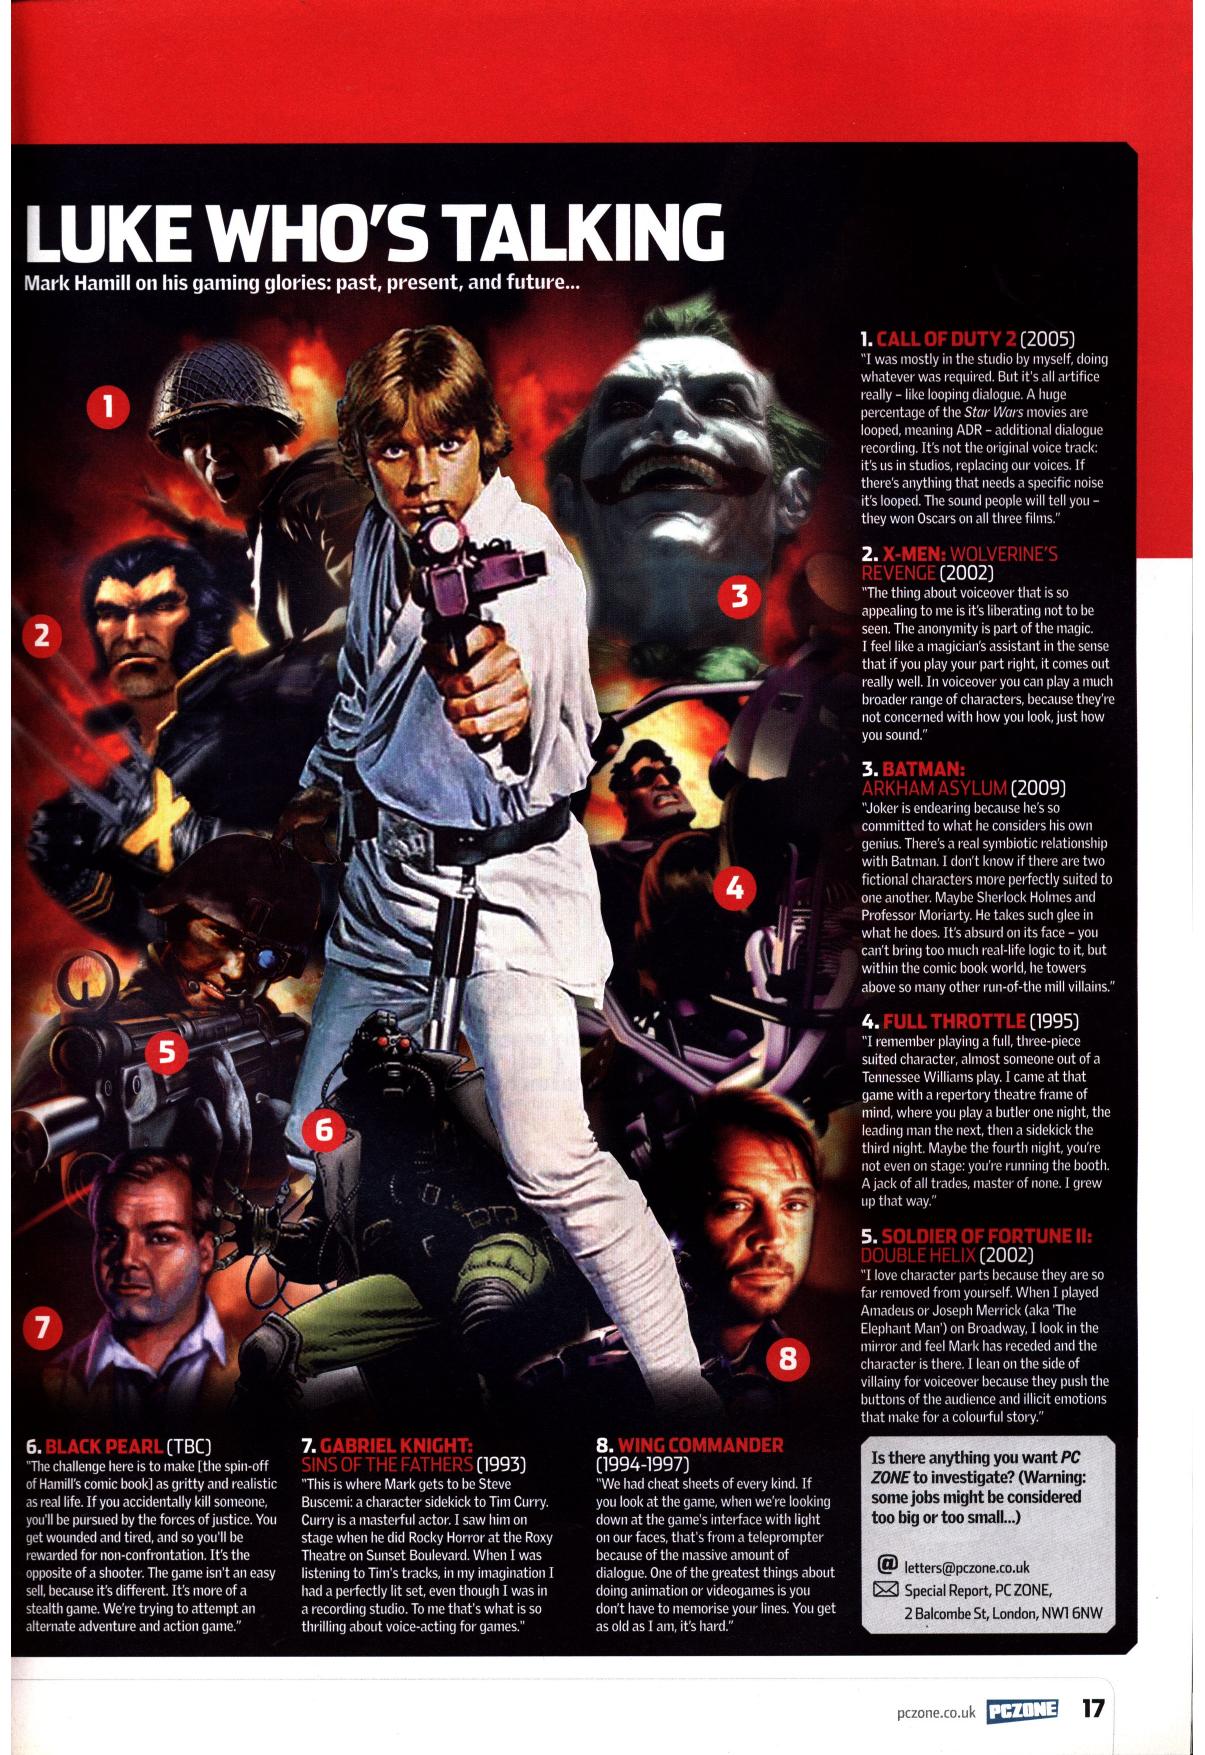 LUKE WHO'S TALKING
Mark Hamill on his gaming glories: past, present, and future...
1
2
3
4
5
6
7
8
1. CALL OF DUTY 2 (2005)
"I was mostly in the studio by myself, doing
whatever was required. But it's all artifice
really – like looping dialogue. A huge
percentage of the Star Wars movies are
looped, meaning ADR – additional dialogue
recording. It's not the original voice track:
it's us in studios, replacing our voices. If
there's anything that needs a specific noise
it's looped. The sound people will tell you –
they won Oscars on all three films."
2. X-MEN: WOLVERINE'S
REVENGE (2002)
"The thing about voiceover that is so
appealing to me is it's liberating not to be
seen. The anonymity is part of the magic.
I feel like a magician's assistant in the sense
that if you play your part right, it comes out
really well. In voiceover you can play a much
broader range of characters, because they're
not concerned with how you look, just how
you sound."
3. BATMAN:
ARKHAM ASYLUM (2009)
"Joker is endearing because he's so
committed to what he considers his own
genius. There's a real symbiotic relationship
with Batman. I don't know if there are two
fictional characters more perfectly suited to
one another. Maybe Sherlock Holmes and
Professor Moriarty. He takes such glee in
what he does. It's absurd on its face – you
can't bring too much real-life logic to it, but
within the comic book world, he towers
above so many other run-of-the mill villains."
4. FULL THROTTLE (1995)
"I remember playing a full, three-piece
suited character, almost someone out of a
Tennessee Williams play. I came at that
game with a repertory theatre frame of
mind, where you play a butler one night, the
leading man the next, then a sidekick the
third night. Maybe the fourth night, you're
not even on stage: you're running the booth.
A jack of all trades, master of none. I grew
up that way."
5. SOLDIER OF FORTUNE II:
DOUBLE HELIX (2002)
"I love character parts because they are so
far removed from yourself. When I played
Amadeus or Joseph Merrick (aka 'The
Elephant Man') on Broadway, I look in the
mirror and feel Mark has receded and the
character is there. I lean on the side of
villainy for voiceover because they push the
buttons of the audience and illicit emotions
that make for a colourful story."
6. BLACK PEARL (TBC)
"The challenge here is to make [the spin-off
of Hamill's comic book] as gritty and realistic
as real life. If you accidentally kill someone,
you'll be pursued by the forces of justice. You
get wounded and tired, and so you'll be
rewarded for non-confrontation. It's the
opposite of a shooter. The game isn't an easy
sell, because it's different. It's more of a
stealth game. We're trying to attempt an
alternate adventure and action game."
7. GABRIEL KNIGHT:
SINS OF THE FATHERS (1993)
"This is where Mark gets to be Steve
Buscemi: a character sidekick to Tim Curry.
Curry is a masterful actor. I saw him on
stage when he did Rocky Horror at the Roxy
Theatre on Sunset Boulevard. When I was
listening to Tim's tracks, in my imagination I
had a perfectly lit set, even though I was in
a recording studio. To me that's what is so
thrilling about voice-acting for games."
8. WING COMMANDER
(1994-1997)
"We had cheat sheets of every kind. If
you look at the game, when we're looking
down at the game's interface with light
on our faces, that's from a teleprompter
because of the massive amount of
dialogue. One of the greatest things about
doing animation or videogames is you
don't have to memorise your lines. You get
as old as I am, it's hard."
Is there anything you want PC
ZONE to investigate? (Warning:
some jobs might be considered
too big or too small...)
@ letters@pczone.co.uk
Special Report, PC ZONE,
2 Balcombe St, London, NW1 6NW
pczone.co.uk PCZONE 17